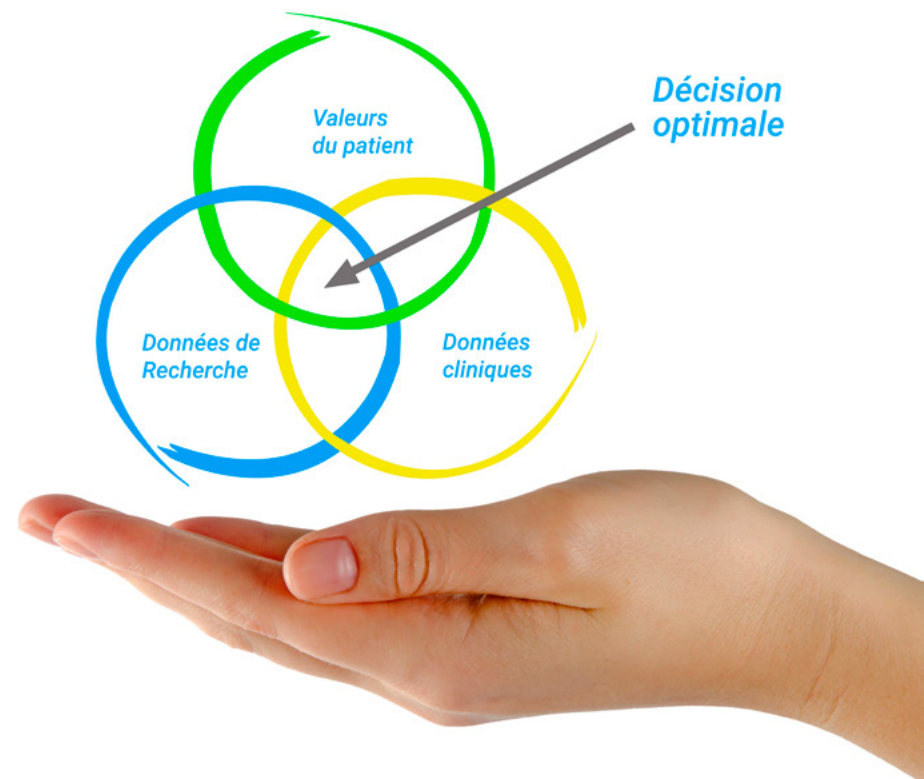 Valeurs
du patient
Décision
optimale
Données de
Recherche
Données
cliniques